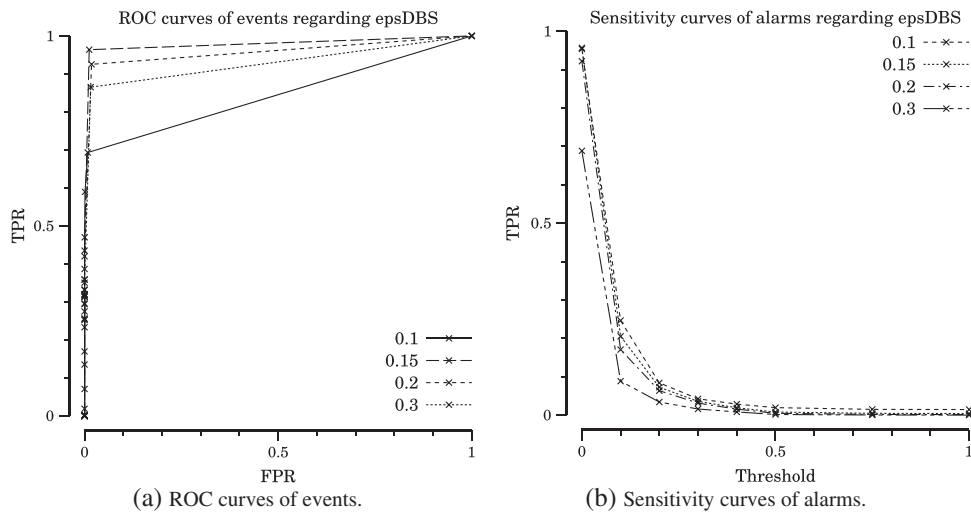 ROC curves of events regarding epsDBS
1
0.5
0
TPR
0.1
0.15
0.2
0.3
0
0.5
1
FPR
(a) ROC curves of events.
Sensitivity curves of alarms regarding epsDBS
1
0.5
0
TPR
0.1
0.15
0.2
0.3
0
0.5
1
Threshold
(b) Sensitivity curves of alarms.